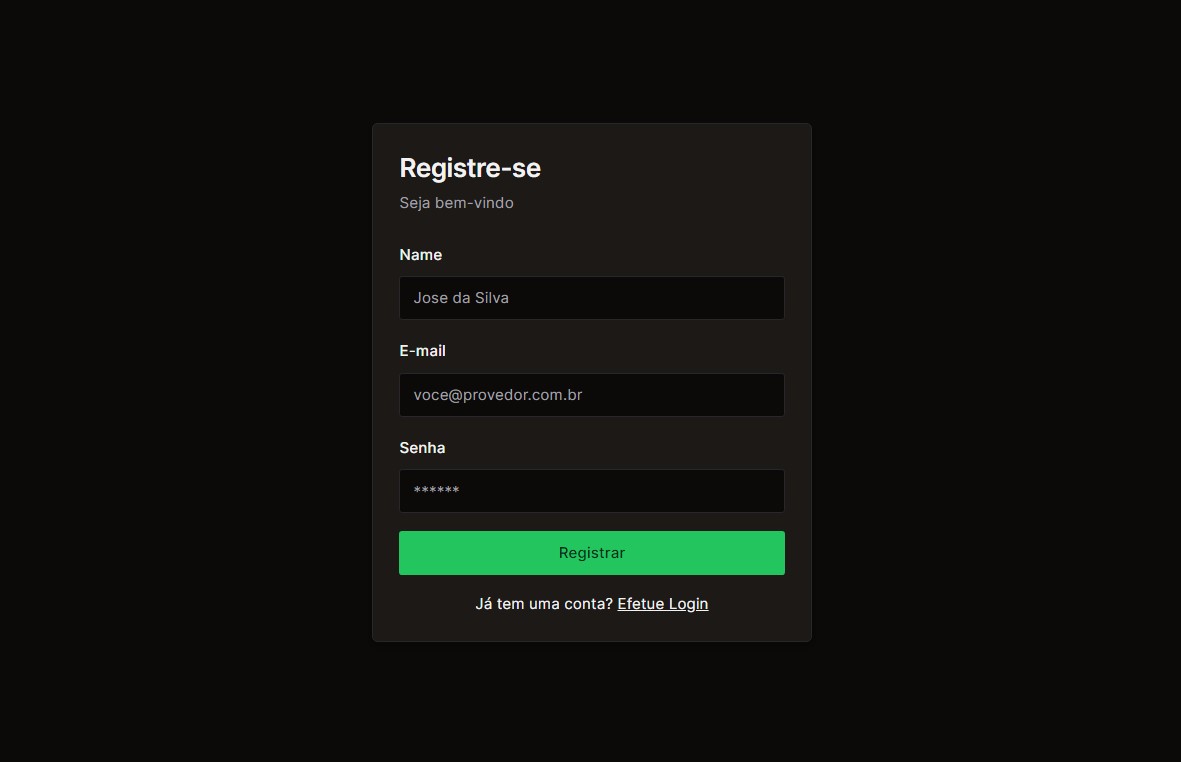 Registre-se
Seja bem-vindo
Name
Jose da Silva
E-mail
voce@provedor.com.br
Senha
******
Registrar
Já tem uma conta? Efetue Login